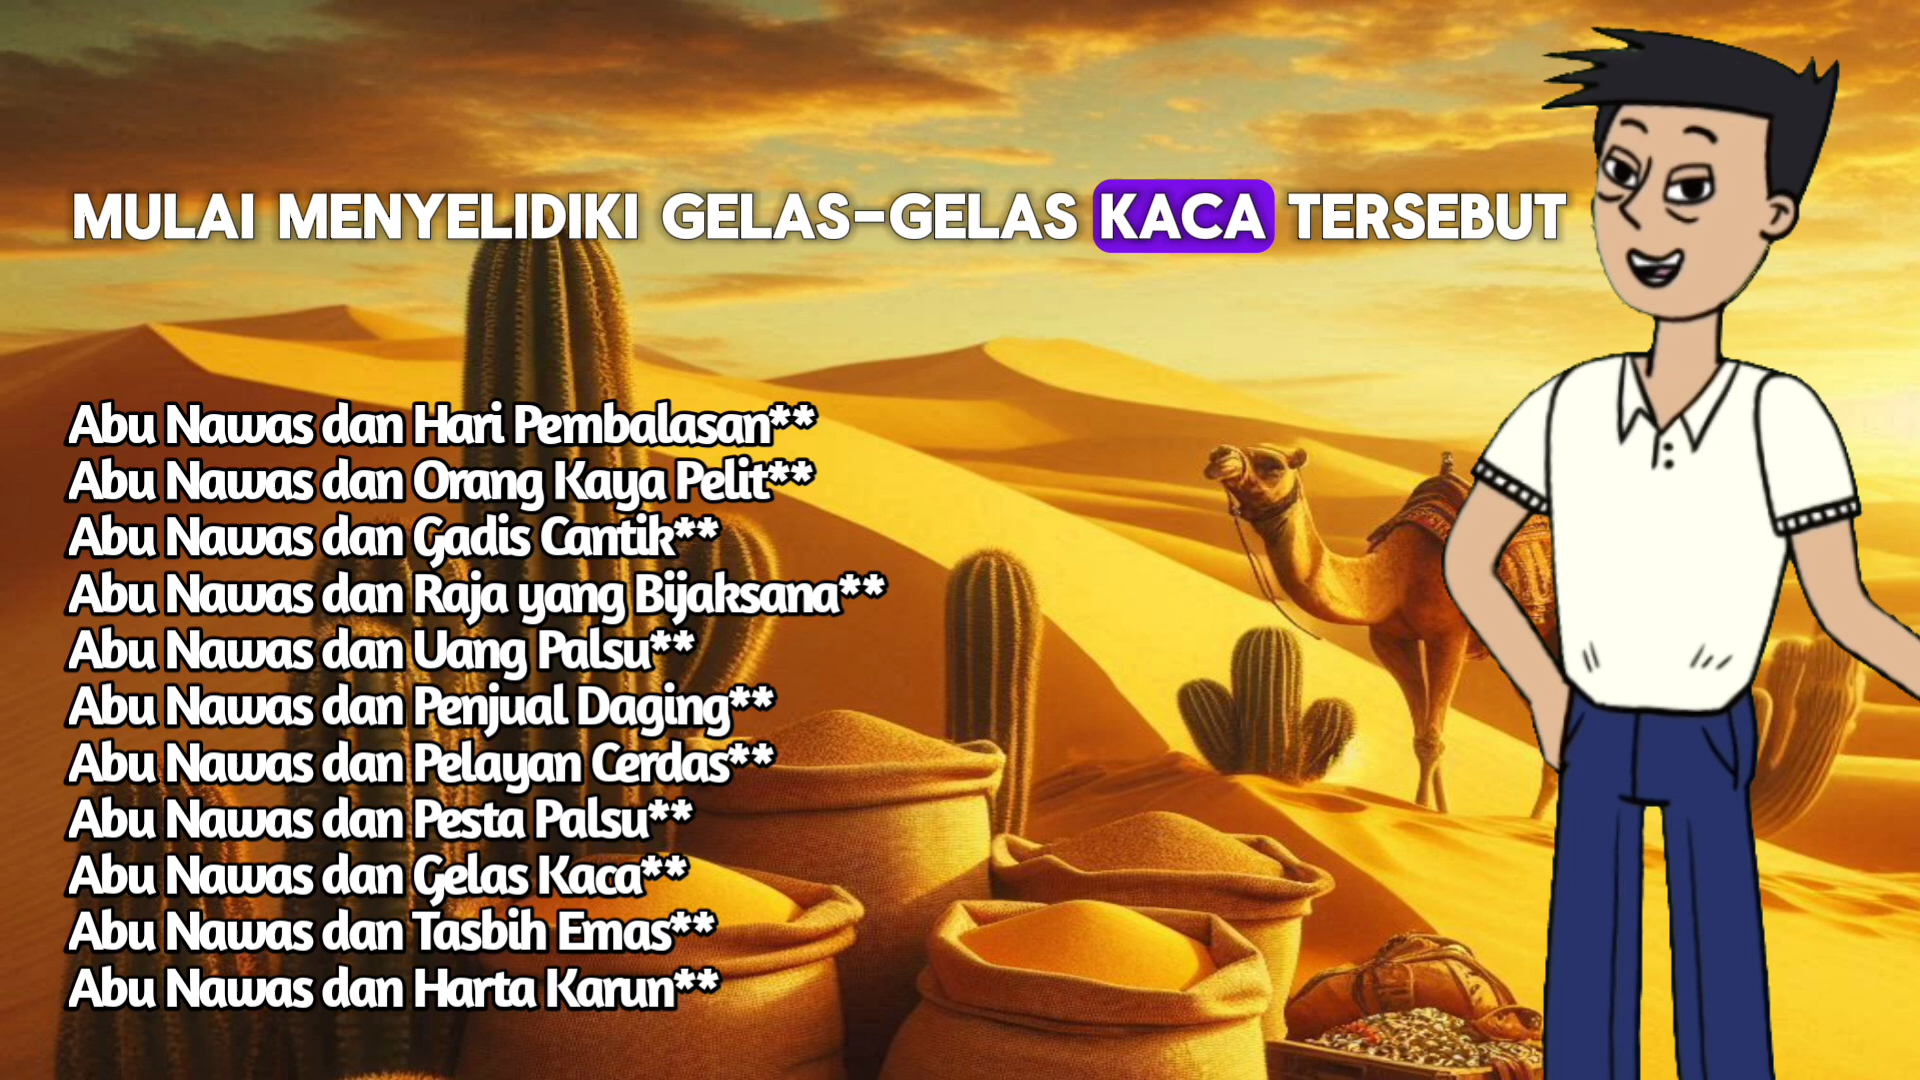 MULAI MENYELIDIKI GELAS-GELAS KACA TERSEBUT
Abu Nawas dan Hari Pembalasan**
Abu Nawas dan Orang Kaya Pelit**
Abu Nawas dan Gadis Cantik**
Abu Nawas dan Raja yang Bijaksana**
Abu Nawas dan Uang Palsu**
Abu Nawas dan Penjual Daging**
Abu Nawas dan Pelayan Cerdas**
Abu Nawas dan Pesta Palsu**
Abu Nawas dan Gelas Kaca**
Abu Nawas dan Tasbih Emas**
Abu Nawas dan Harta Karun**